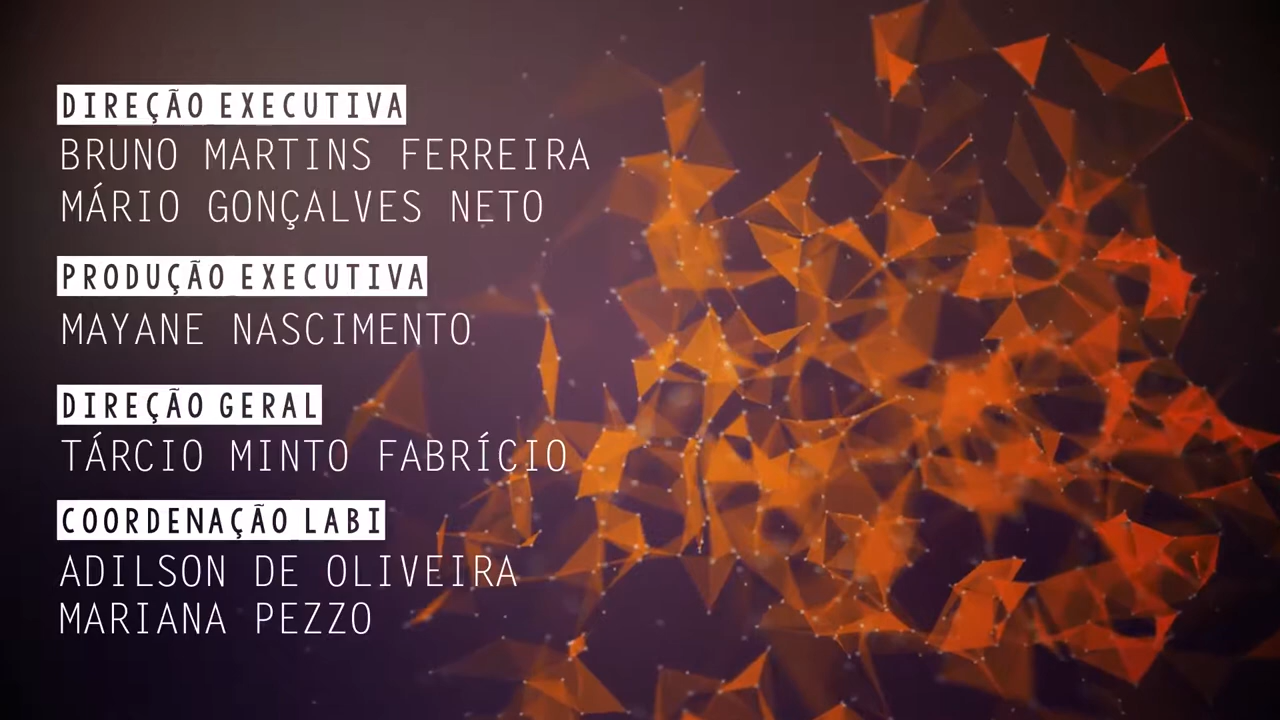 DIREÇÃO EXECUTIVA
BRUNO MARTINS FERREIRA
MÁRIO GONÇALVES NETO
PRODUÇÃO EXECUTIVA
MAYANE NASCIMENTO
DIREÇÃO GERAL
TÁRCIO MINTO FABRÍCIO
COORDENAÇÃO LABI
ADILSON DE OLIVEIRA
MARIANA PEZZO